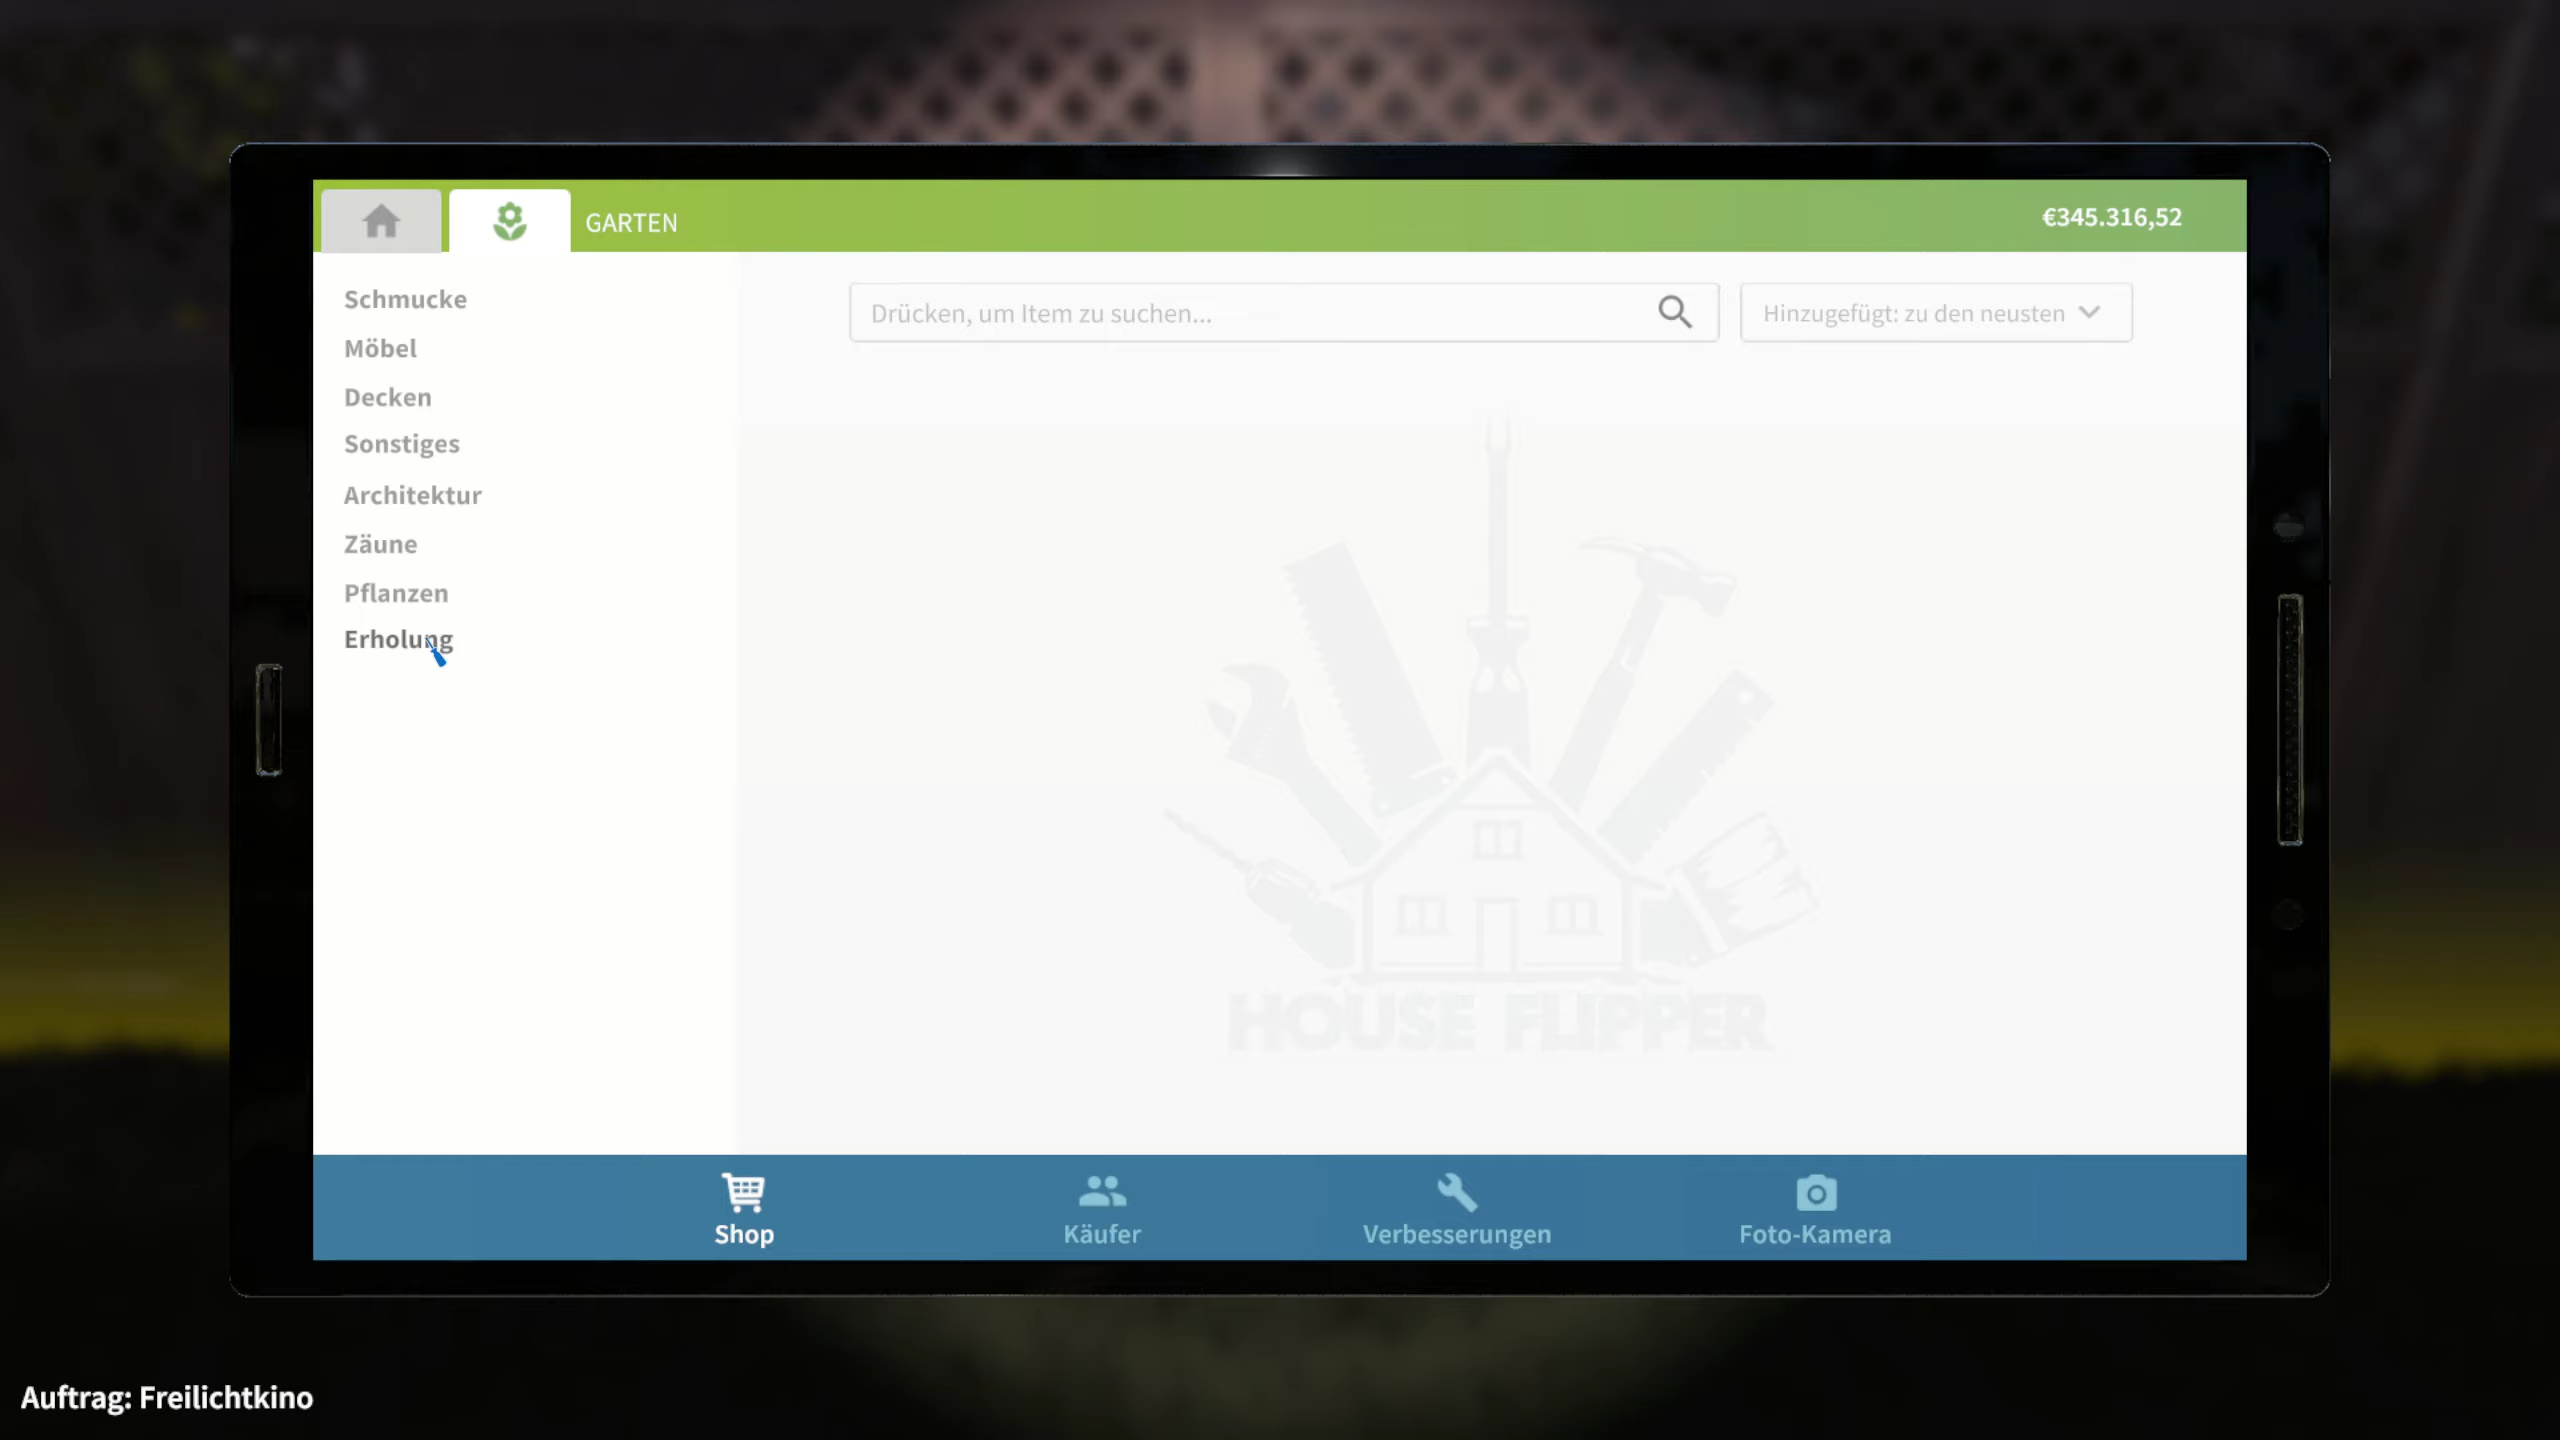 GARTEN
€345.316,52
Drücken, um Item zu suchen...
Hinzugefügt: zu den neusten
Schmucke
Möbel
Decken
Sonstiges
Architektur
Zäune
Pflanzen
Erholung
HOUSE FLIPPER
Shop
Käufer
Verbesserungen
Foto-Kamera
Auftrag: Freilichtkino